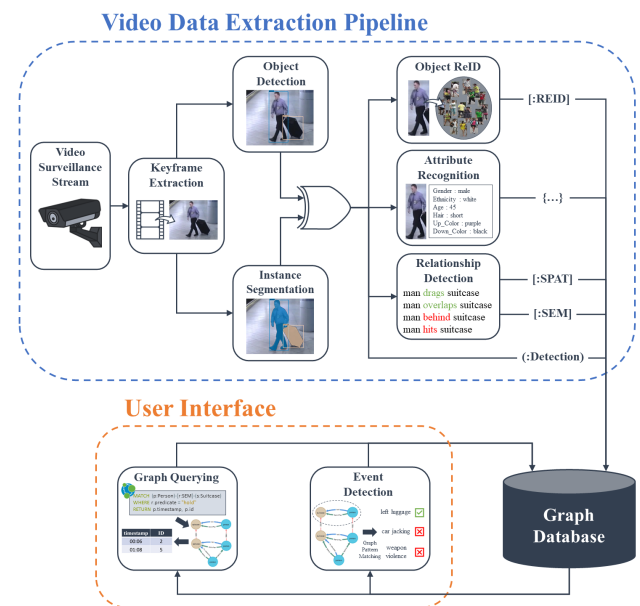 Video Data Extraction Pipeline
Video
Surveillance
Stream
Keyframe
Extraction
Object
Detection
Instance
Segmentation
Object ReID
[:REID]
Attribute
Recognition
Gender : male
Ethnicity : white
Age : 45
Hair : short
Up_Color : purple
Down_Color : black
{…}
Relationship
Detection
man drags suitcase
man overlaps suitcase
man behind suitcase
man hits suitcase
[:SPAT]
[:SEM]
(:Detection)
User Interface
Graph Querying
MATCH (p:Person) (r:SEM) (s:Suitcase)
WHERE r.predicate = "hold"
RETURN p.timestamp, p.id
timestamp ID
00:06 2
01:08 5
Event
Detection
left luggage
car jacking
weapon
violence
Graph
Pattern
Matching
Graph
Database